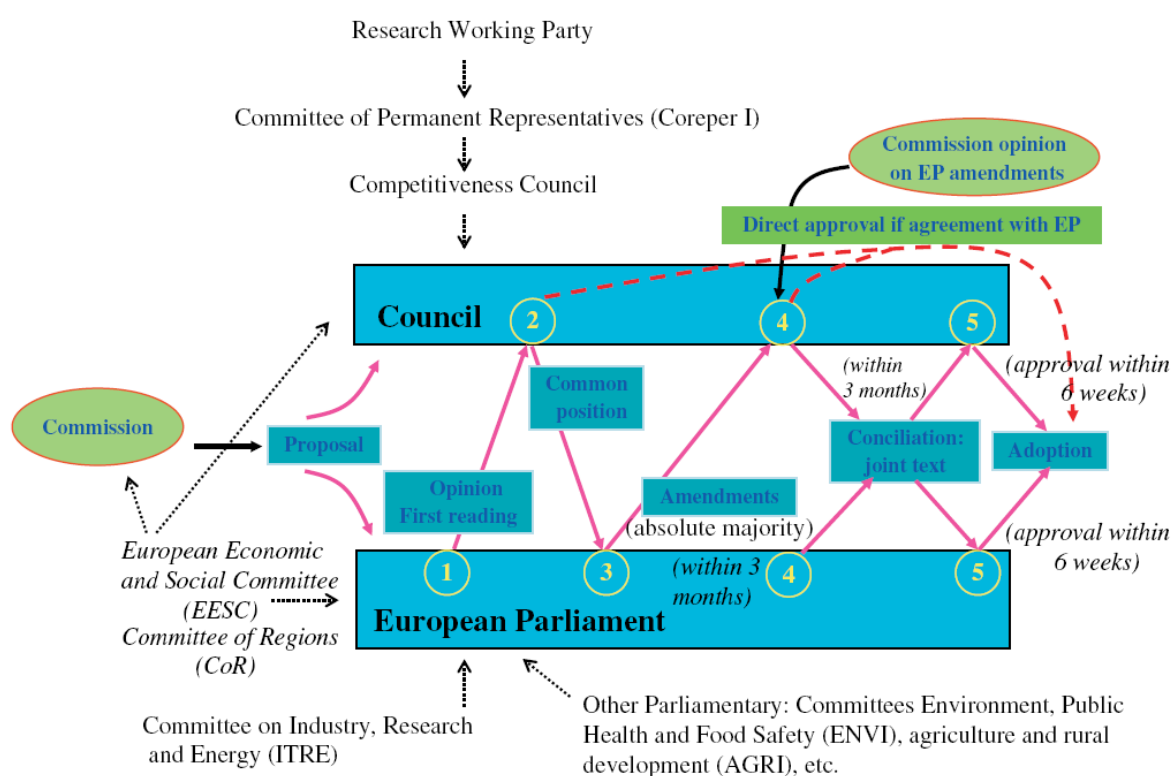 Research Working Party
Committee of Permanent Representatives (Coreper I)
Competitiveness Council
Commission opinion
on EP amendments
Direct approval if agreement with EP
Council
2
4
5
Commission
Proposal
Common
position
(within
3 months)
(approval within
6 weeks)
Conciliation:
joint text
Adoption
Opinion
First reading
Amendments
(absolute majority)
(within 3
months)
(approval within
6 weeks)
1
3
4
5
European Parliament
European Economic
and Social Committee
(EESC)
Committee of Regions
(CoR)
Committee on Industry, Research
and Energy (ITRE)
Other Parliamentary: Committees Environment, Public
Health and Food Safety (ENVI), agriculture and rural
development (AGRI), etc.